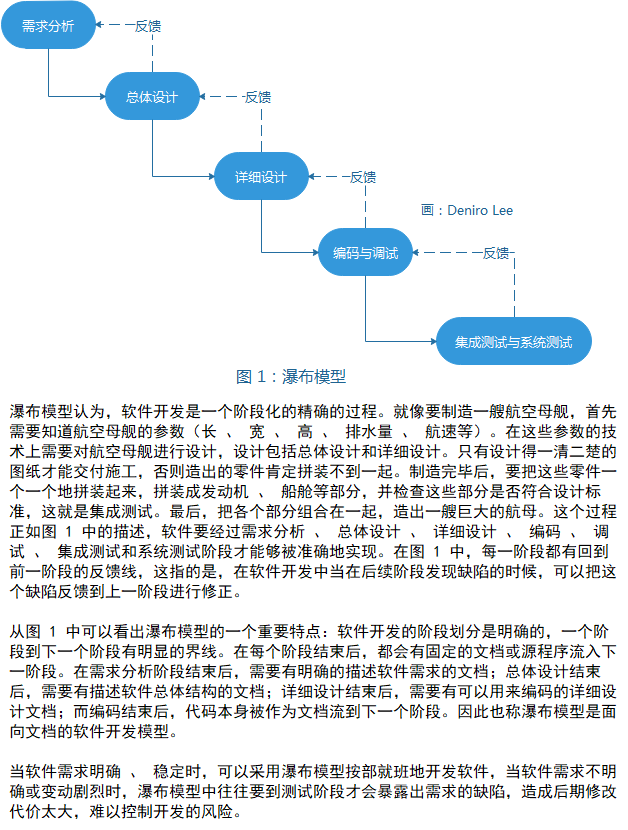 需求分析
反馈
总体设计
反馈
详细设计
反馈
画：Deniro Lee
编码与调试
反馈
集成测试与系统测试
图 1：瀑布模型
瀑布模型认为，软件开发是一个阶段化的精确的过程。就像要制造一艘航空母舰，首先
需要知道航空母舰的参数（长 、 宽 、 高 、 排水量 、 航速等）。在这些参数的技
术上需要对航空母舰进行设计，设计包括总体设计和详细设计。只有设计得一清二楚的
图纸才能交付施工，否则造出的零件肯定拼装不到一起。制造完毕后，要把这些零件一
个一个地拼装起来，拼装成发动机 、 船舱等部分，并检查这些部分是否符合设计标
准，这就是集成测试。最后，把各个部分组合在一起，造出一艘巨大的航母。这个过程
正如图 1 中的描述，软件要经过需求分析 、 总体设计 、 详细设计 、 编码 、 调
试 、 集成测试和系统测试阶段才能够被准确地实现。在图 1 中，每一阶段都有回到
前一阶段的反馈线，这指的是，在软件开发中当在后续阶段发现缺陷的时候，可以把这
个缺陷反馈到上一阶段进行修正。
从图 1 中可以看出瀑布模型的一个重要特点：软件开发的阶段划分是明确的，一个阶
段到下一个阶段有明显的界线。在每个阶段结束后，都会有固定的文档或源程序流入下
一阶段。在需求分析阶段结束后，需要有明确的描述软件需求的文档；总体设计结束
后，需要有描述软件总体结构的文档；详细设计结束后，需要有可以用来编码的详细设
计文档；而编码结束后，代码本身被作为文档流到下一个阶段。因此也称瀑布模型是面
向文档的软件开发模型。
当软件需求明确 、 稳定时，可以采用瀑布模型按部就班地开发软件，当软件需求不明
确或变动剧烈时，瀑布模型中往往要到测试阶段才会暴露出需求的缺陷，造成后期修改
代价太大，难以控制开发的风险。